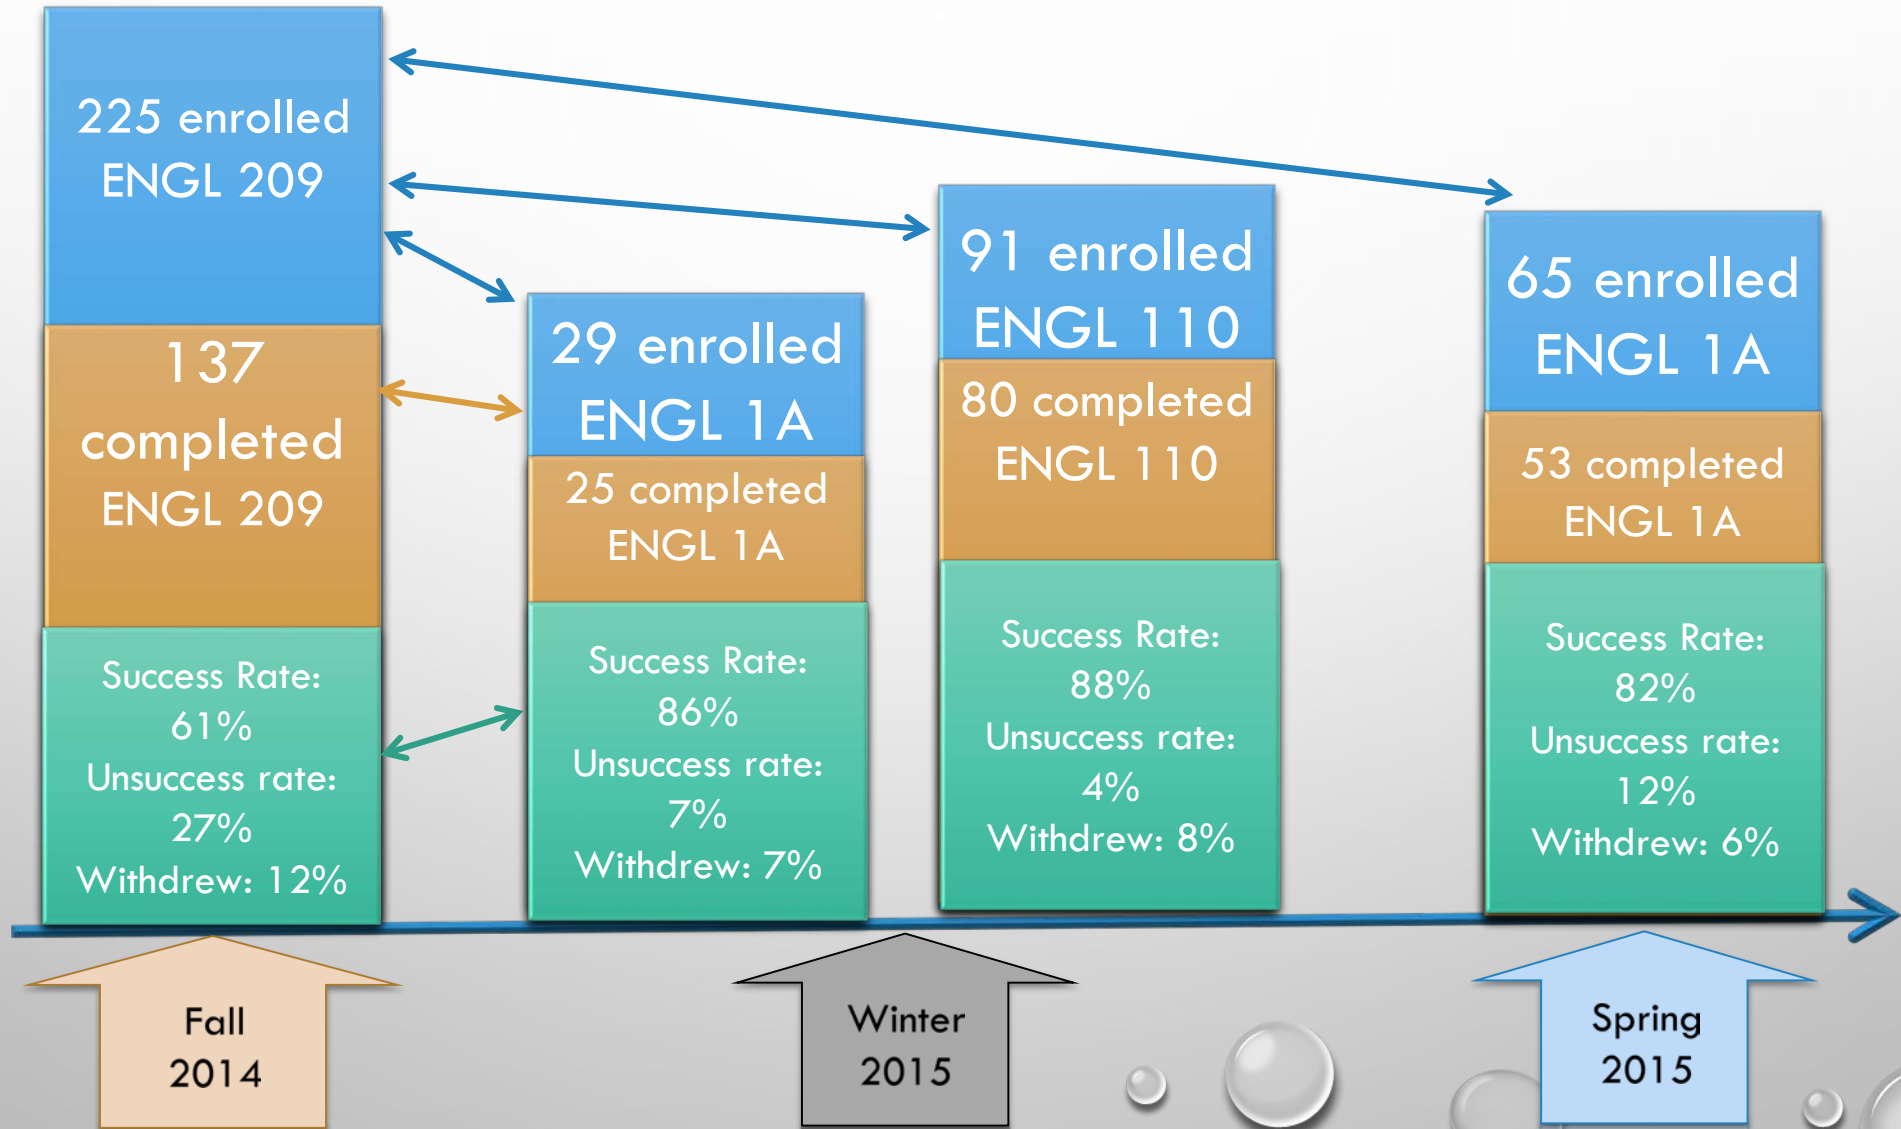 225 enrolled
ENGL 209
137
completed
ENGL 209
Success Rate:
61%
Unsuccess rate:
27%
Withdrew: 12%
29 enrolled
ENGL 1A
25 completed
ENGL 1A
Success Rate:
86%
Unsuccess rate:
7%
Withdrew: 7%
91 enrolled
ENGL 110
80 completed
ENGL 110
Success Rate:
88%
Unsuccess rate:
4%
Withdrew: 8%
65 enrolled
ENGL 1A
53 completed
ENGL 1A
Success Rate:
82%
Unsuccess rate:
12%
Withdrew: 6%
Fall
2014
Winter
2015
Spring
2015